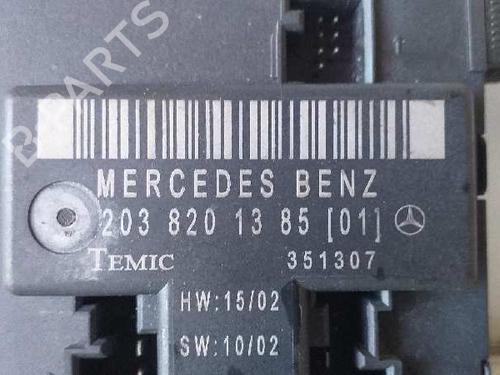 B-PARTS
MERCEDES BENZ
203 820 13 85 [01]
TEMIC 351307
HW:15/02
SW:10/02